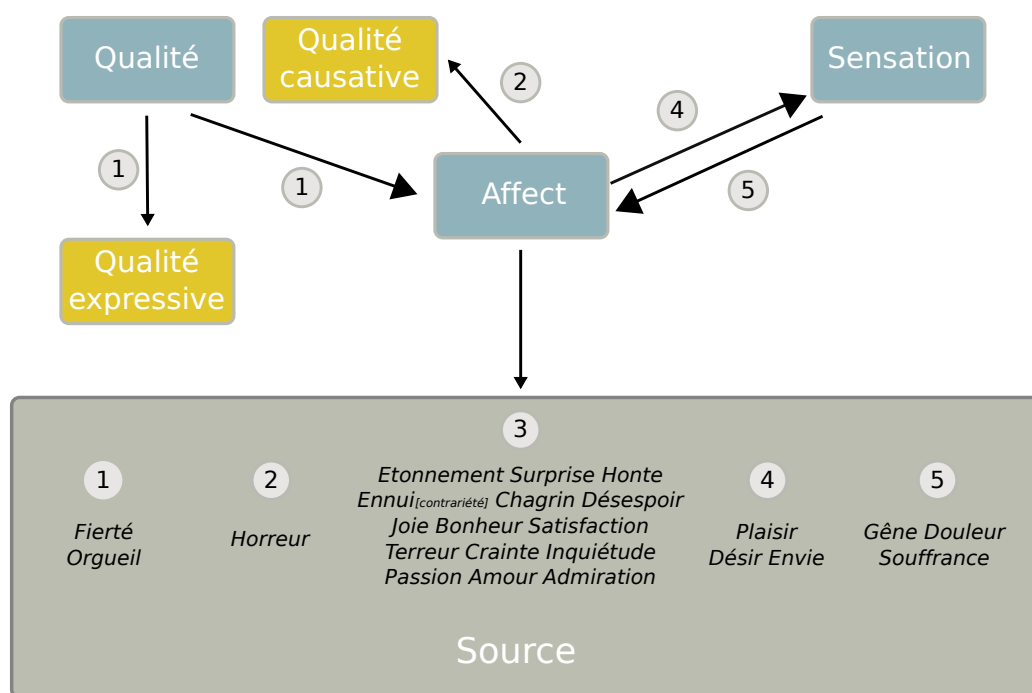 Qualité
Qualité
causative
Sensation
2
4
1
1
5
Affect
Qualité
expressive
3
1
2
4
5
Etonnement Surprise Honte
Ennui[contrariété] Chagrin Désespoir
Joie Bonheur Satisfaction
Terreur Crainte Inquiétude
Passion Amour Admiration
Fierté
Orgueil
Horreur
Plaisir
Désir Envie
Gêne Douleur
Souffrance
Source